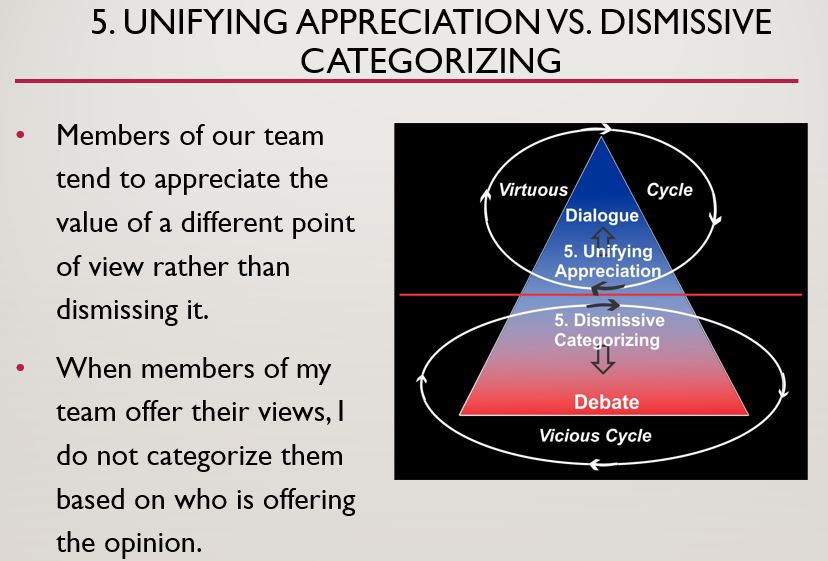 5. UNIFYING APPRECIATION VS. DISMISSIVE
CATEGORIZING
• Members of our team
tend to appreciate the
value of a different point
of view rather than
dismissing it.
• When members of my
team offer their views, I
do not categorize them
based on who is offering
the opinion.
Virtuous Cycle
Dialogue
5. Unifying
Appreciation
5. Dismissive
Categorizing
Debate
Vicious Cycle